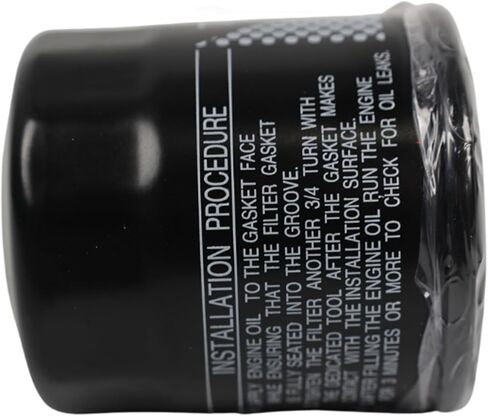 INSTALLATION PROCEDURE
ENGINE OIL TO THE GASKET FACE
ENSURING THAT THE FILTER GASKET
FULLY SEATED INTO THE GROOVE.
THE FILTER ANOTHER 3/4 TURN WITH
DEDICATED TOOL AFTER THE GASKET MAKES
WITH THE INSTALLATION SURFACE.
FILLING THE ENGINE OIL RUN THE ENGINE
3 MINUTES OR MORE TO CHECK FOR OIL LEAKS.